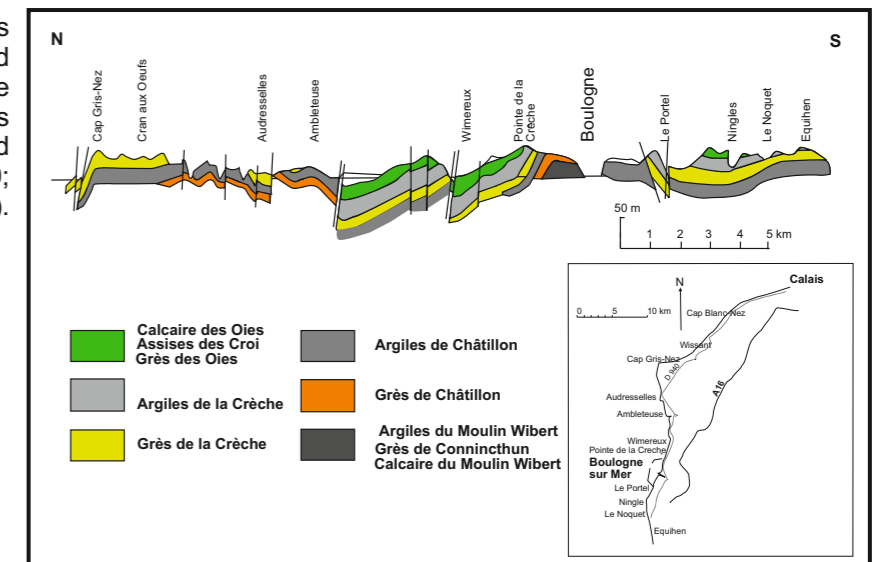 s
d
e
s
d
;
).
N
S
Cap Gris-Nez
Cran aux Oeufs
Audresselles
Ambleteuse
Wimereux
Pointe de la
Crèche
Boulogne
Le Portel
Ningles
Le Noquet
Equihen
50 m
1 2 3 4 5 km
Calcaire des Oies
Assises des Croi
Grès des Oies
Argiles de la Crèche
Grès de la Crèche
Argiles de Châtillon
Grès de Châtillon
Argiles du Moulin Wibert
Grès de Connincthun
Calcaire du Moulin Wibert
N
Calais
0 5 10 km
Cap Blanc-Nez
Wissant
Cap Gris-Nez
D 940
A16
Audresselles
Ambleteuse
Wimereux
Pointe de la Creche
Boulogne
sur Mer
Le Portel
Ningle
Le Noquet
Equihen